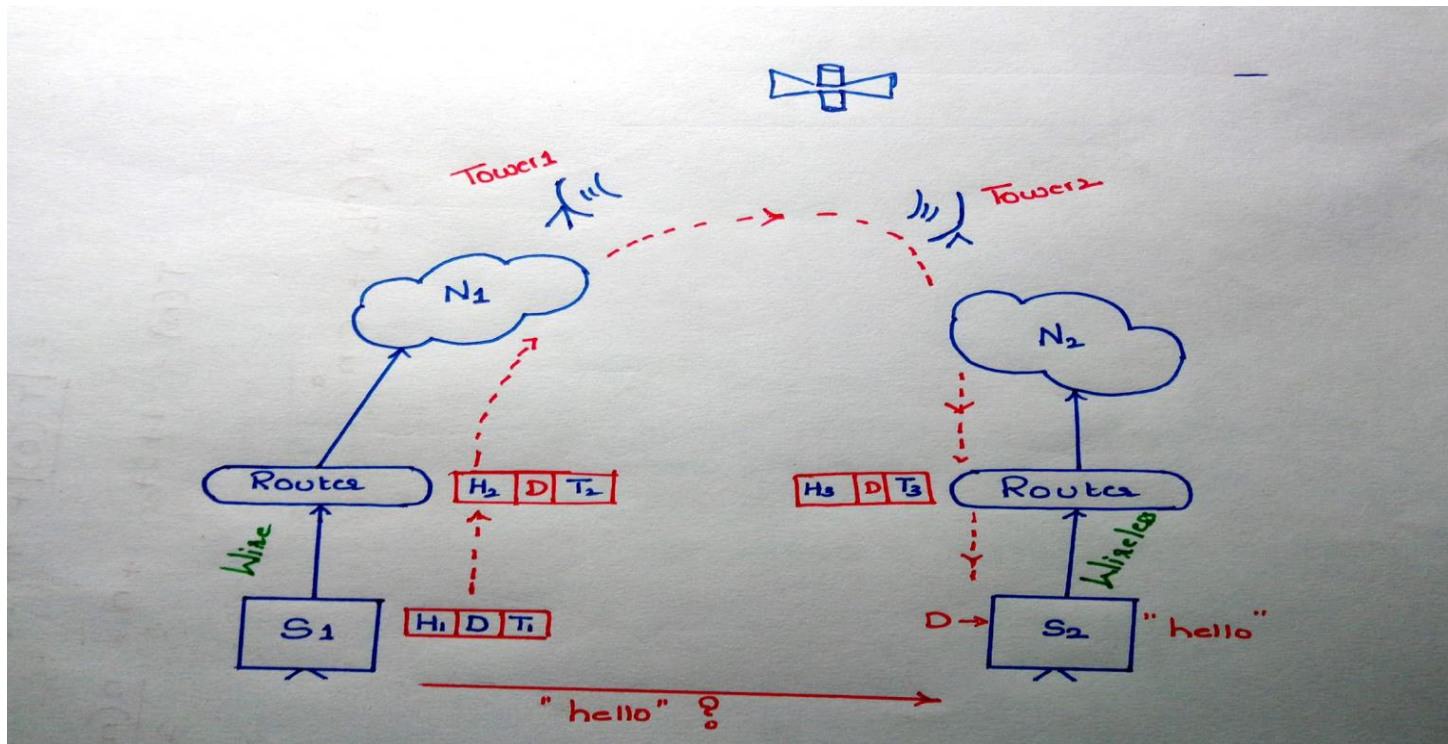 Tower1
Tower2
N1
N2
Router
H2 D T2
H3 D T3
Router
Wire
Wireless
S1
H1 D T1
D
S2
"hello"
"hello" ?